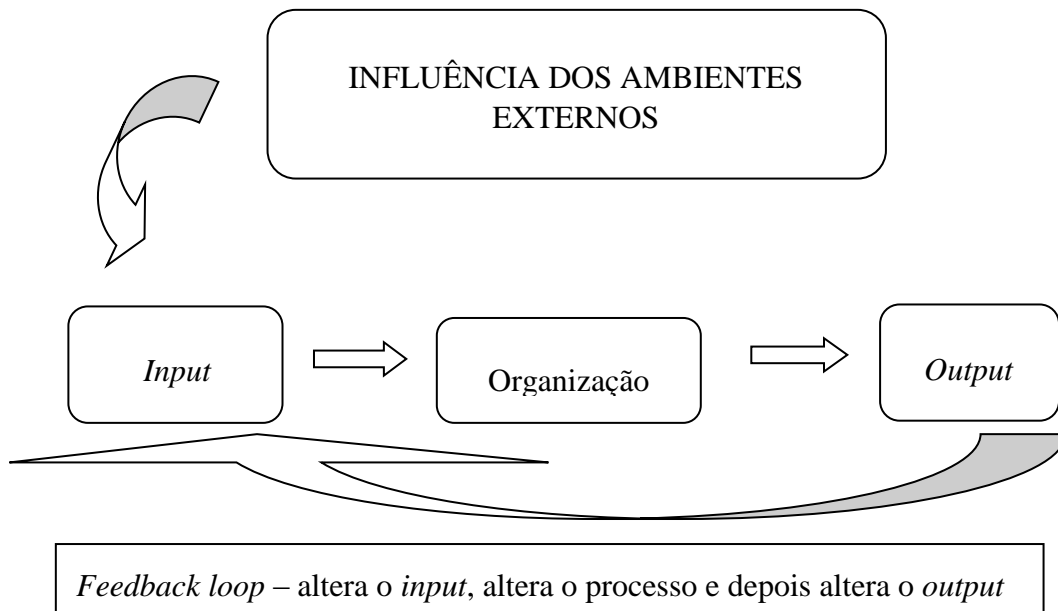 INFLUÊNCIA DOS AMBIENTES
EXTERNOS
Input
Organização
Output
Feedback loop – altera o input, altera o processo e depois altera o output